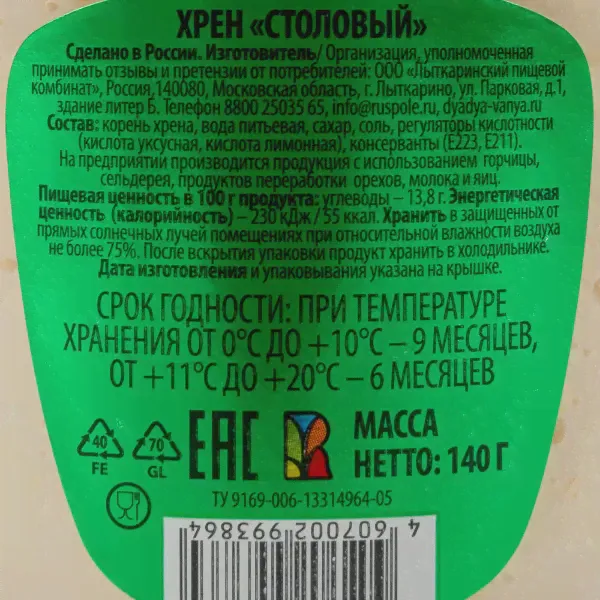 ХРЕН «СТОЛОВЫЙ»
Сделано в России. Изготовитель/ Организация, уполномоченная
принимать отзывы и претензии от потребителей: ООО «Лыткаринский пищевой
комбинат», Россия,140080, Московская область, г. Лыткарино, ул. Парковая, д.1,
здание литер Б. Телефон 8800 25035 65, info@ruspole.ru, dyadya-vanya.ru
Состав: корень хрена, вода питьевая, сахар, соль, регуляторы кислотности
(кислота уксусная, кислота лимонная), консерванты (Е223, Е211).
На предприятии производится продукция с использованием горчицы,
сельдерея, продуктов переработки орехов, молока и яиц.
Пищевая ценность в 100 г продукта: углеводы – 13,8 г. Энергетическая
ценность (калорийность) – 230 кДж / 55 ккал. Хранить в защищенных от
прямых солнечных лучей помещениях при относительной влажности воздуха
не более 75%. После вскрытия упаковки продукт хранить в холодильнике.
Дата изготовления и упаковывания указана на крышке.
СРОК ГОДНОСТИ: ПРИ ТЕМПЕРАТУРЕ
ХРАНЕНИЯ ОТ 0°С ДО +10°С – 9 МЕСЯЦЕВ,
ОТ +11°С ДО +20°С – 6 МЕСЯЦЕВ
40 FE
70 GL
ЕАС
МАССА
НЕТТО: 140 Г
ТУ 9169-006-13314964-05
4 607002 993864